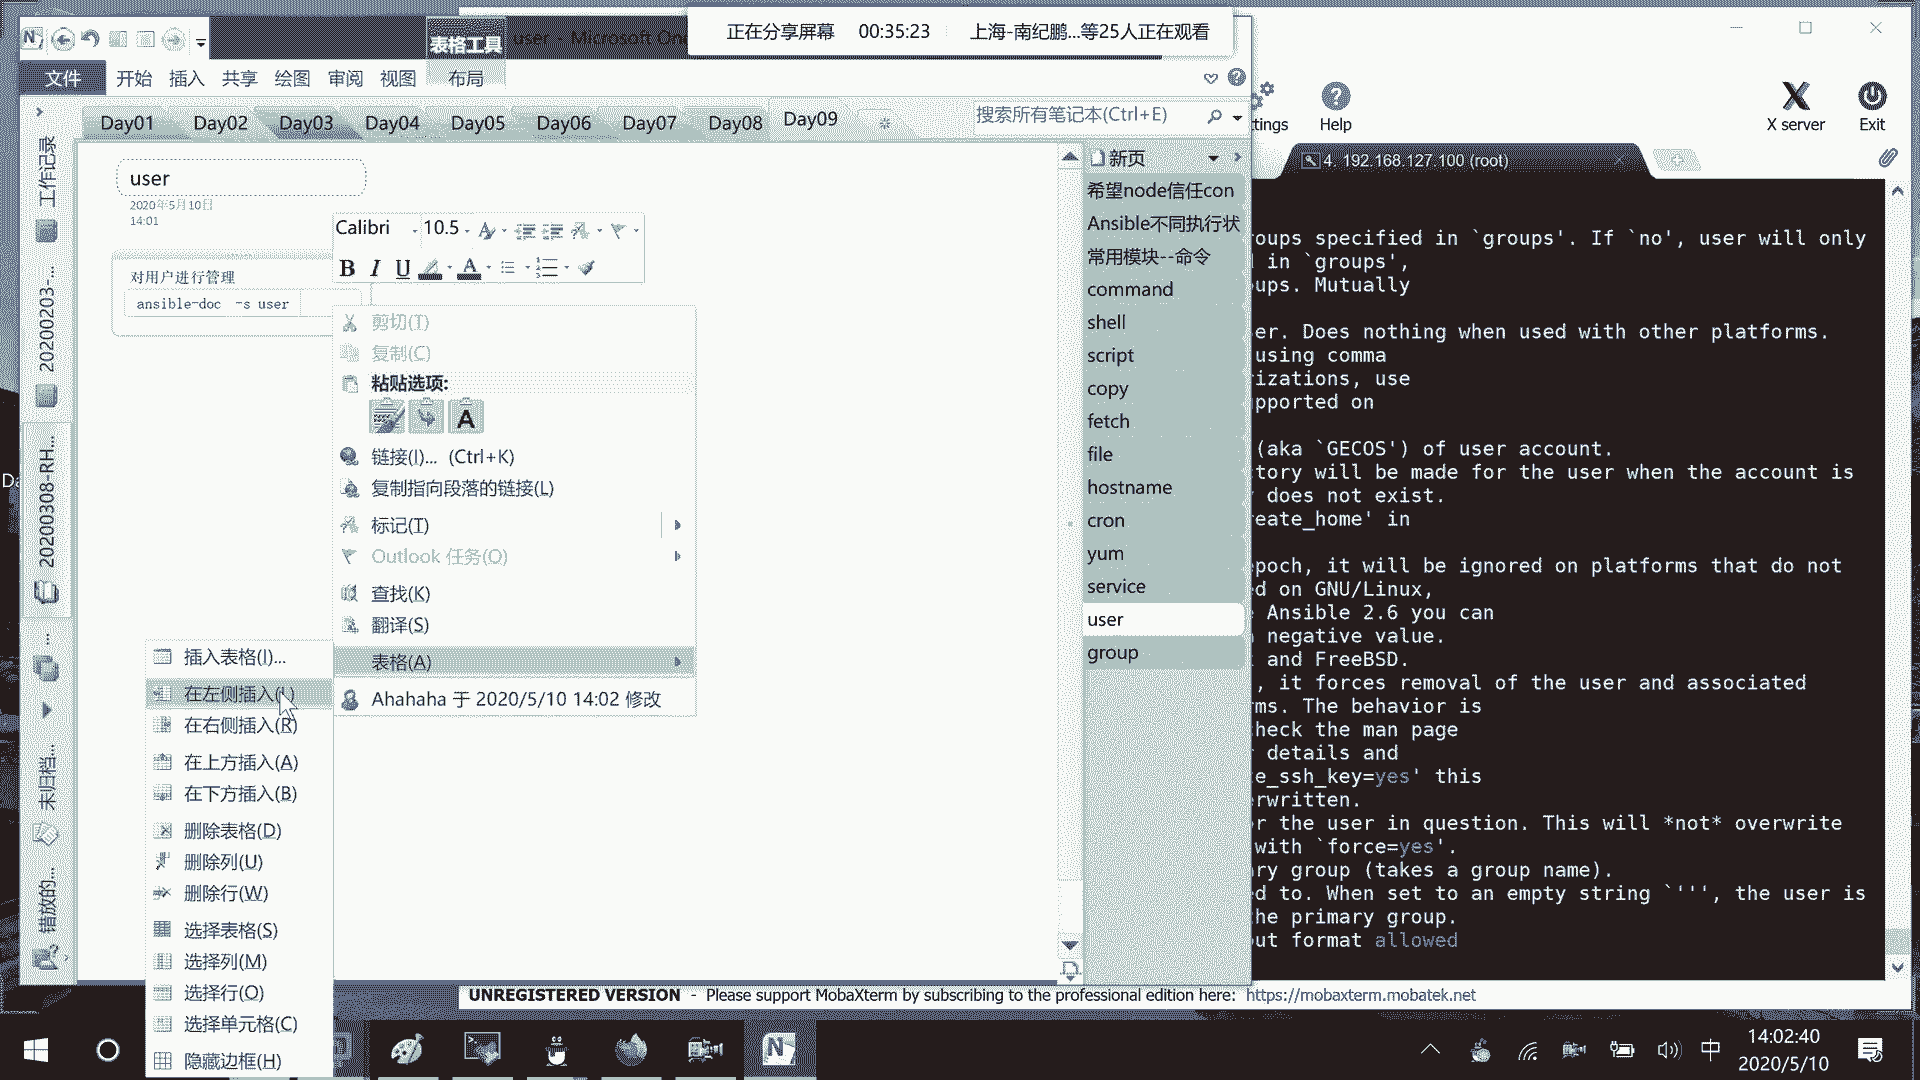 正在分享屏幕 00:35:23 上海-南纪鹏...等25人正在观看
表格工具 user - Microsoft On
文件 开始 插入 共享 绘图 审阅 视图 布局
Day01 Day02 Day03 Day04 Day05 Day06 Day07 Day08 Day09
搜索所有笔记本(Ctrl+E)
工作记录
20200203-...
20200308-RH...
未归档...
错放的...
user
2020年5月10日
14:01
对用户进行管理
ansible-doc -s user
Calibri 10.5
B I U A
剪切(T)
复制(C)
粘贴选项:
A
链接(I)... (Ctrl+K)
复制指向段落的链接(L)
标记(T)
Outlook 任务(O)
查找(K)
翻译(S)
表格(A)
Ahahaha 于 2020/5/10 14:02 修改
插入表格(I)...
在左侧插入(L)
在右侧插入(R)
在上方插入(A)
在下方插入(B)
删除表格(D)
删除列(U)
删除行(W)
选择表格(S)
选择列(M)
选择行(O)
选择单元格(C)
隐藏边框(H)
新页
希望node信任con
Ansible不同执行状
常用模块--命令
command
shell
script
copy
fetch
file
hostname
cron
yum
service
user
group
tings Help X server Exit
4. 192.168.127.100 (root)
oups specified in `groups'. If `no', user will only
in `groups',
ups. Mutually
er. Does nothing when used with other platforms.
using comma
izations, use
pported on
(aka `GECOS') of user account.
tory will be made for the user when the account is
does not exist.
eate_home' in
epoch, it will be ignored on platforms that do not
d on GNU/Linux,
Ansible 2.6 you can
negative value.
and FreeBSD.
, it forces removal of the user and associated
ms. The behavior is
heck the man page
details and
e_ssh_key=yes' this
rwritten.
or the user in question. This will *not* overwrite
with `force=yes'.
ary group (takes a group name).
d to. When set to an empty string `''', the user is
he primary group.
ut format allowed
UNREGISTERED VERSION - Please support MobaXterm by subscribing to the professional edition here: https://mobaxterm.mobatek.net
中
14:02:40
2020/5/10